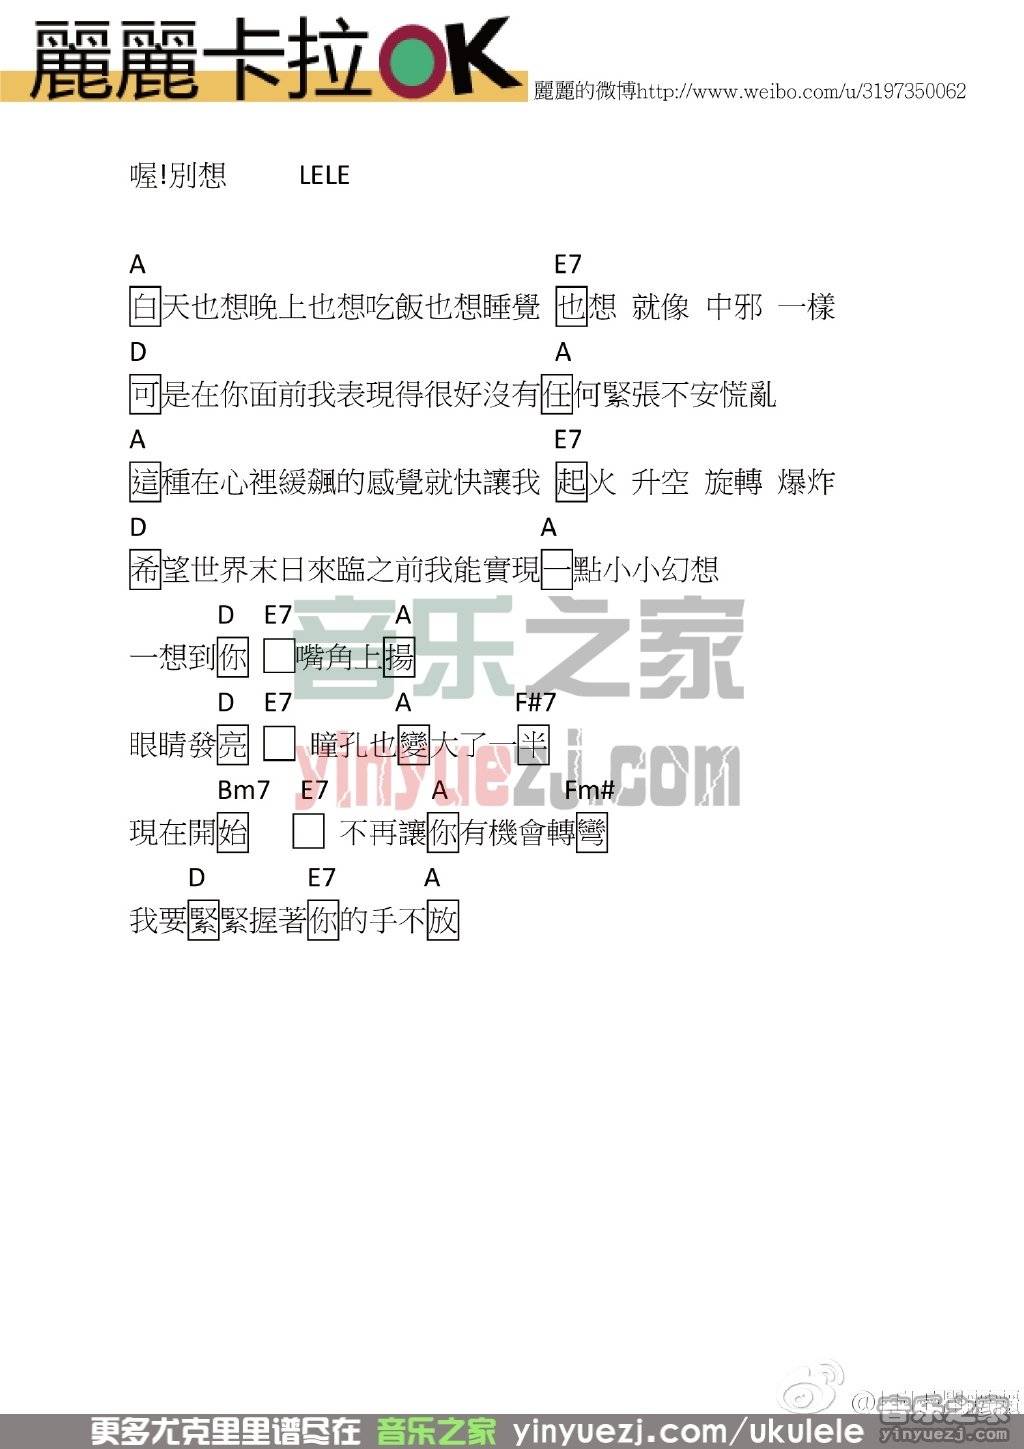 麗麗卡拉OK
麗麗的微博http://www.weibo.com/u/3197350062
喔!別想 LELE
A E7
白天也想晚上也想吃飯也想睡覺 也想 就像 中邪 一樣
D A
可是在你面前我表現得很好沒有任何緊張不安慌亂
A E7
這種在心裡緩飆的感覺就快讓我 起火 升空 旋轉 爆炸
D A
希望世界末日來臨之前我能實現一點小小幻想
D E7 A
一想到你 嘴角上揚
D E7 A F#7
眼睛發亮 瞳孔也變大了一半
Bm7 E7 A Fm#
現在開始 不再讓你有機會轉彎
D E7 A
我要緊緊握著你的手不放
音乐之家
yinyuezj.com
音乐之家
yinyuezj.com
更多尤克里里谱尽在 音乐之家 yinyuezj.com/ukulele